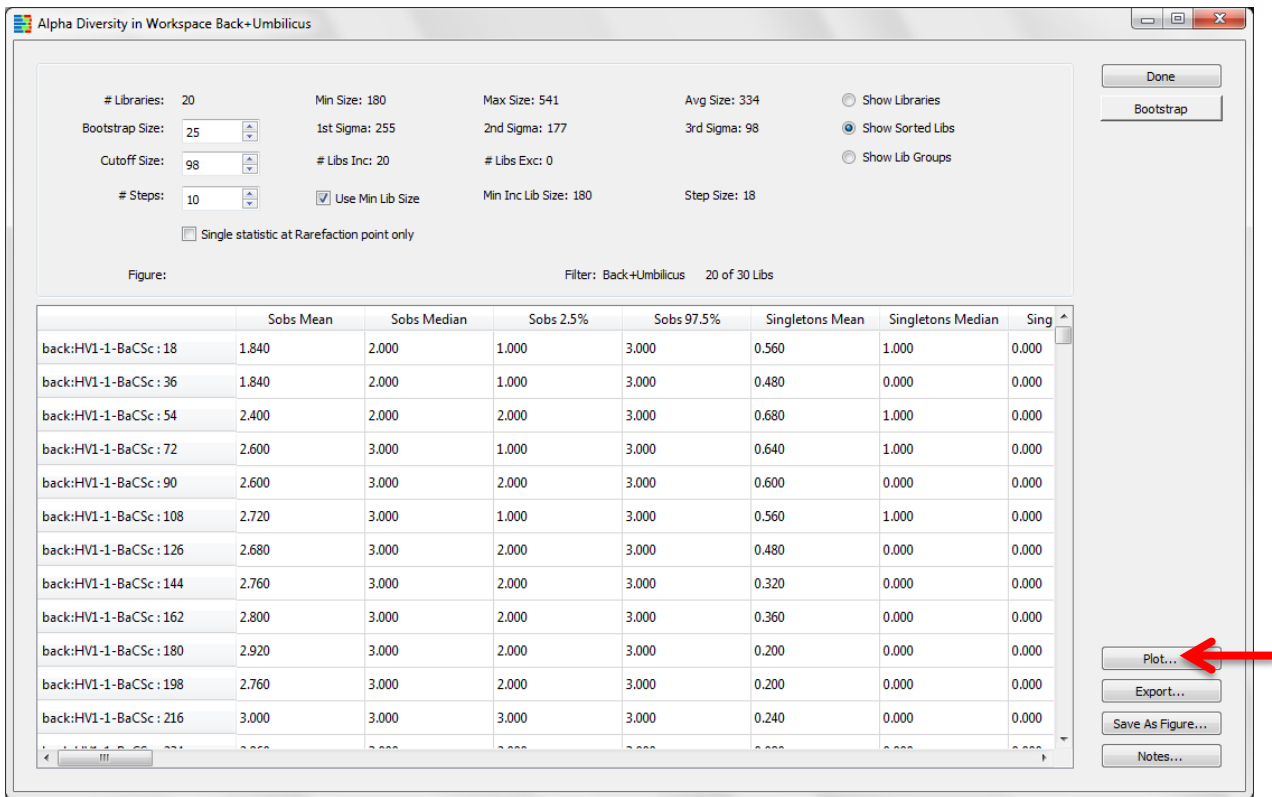 Alpha Diversity in Workspace Back+Umbilicus
# Libraries: 20 Min Size: 180 Max Size: 541 Avg Size: 334 Show Libraries
Bootstrap Size: 25 1st Sigma: 255 2nd Sigma: 177 3rd Sigma: 98 Show Sorted Libs
Cutoff Size: 98 # Libs Inc: 20 # Libs Exc: 0 Show Lib Groups
# Steps: 10 Use Min Lib Size Min Inc Lib Size: 180 Step Size: 18
Single statistic at Rarefaction point only
Figure: Filter: Back+Umbilicus 20 of 30 Libs
Done
Bootstrap
Sobs Mean Sobs Median Sobs 2.5% Sobs 97.5% Singletons Mean Singletons Median Sing
back:HV1-1-BaCSc : 18 1.840 2.000 1.000 3.000 0.560 1.000 0.000
back:HV1-1-BaCSc : 36 1.840 2.000 1.000 3.000 0.480 0.000 0.000
back:HV1-1-BaCSc : 54 2.400 2.000 2.000 3.000 0.680 1.000 0.000
back:HV1-1-BaCSc : 72 2.600 3.000 1.000 3.000 0.640 1.000 0.000
back:HV1-1-BaCSc : 90 2.600 3.000 2.000 3.000 0.600 0.000 0.000
back:HV1-1-BaCSc : 108 2.720 3.000 1.000 3.000 0.560 1.000 0.000
back:HV1-1-BaCSc : 126 2.680 3.000 2.000 3.000 0.480 0.000 0.000
back:HV1-1-BaCSc : 144 2.760 3.000 2.000 3.000 0.320 0.000 0.000
back:HV1-1-BaCSc : 162 2.800 3.000 2.000 3.000 0.360 0.000 0.000
back:HV1-1-BaCSc : 180 2.920 3.000 2.000 3.000 0.200 0.000 0.000
back:HV1-1-BaCSc : 198 2.760 3.000 2.000 3.000 0.200 0.000 0.000
back:HV1-1-BaCSc : 216 3.000 3.000 3.000 3.000 0.240 0.000 0.000
Plot...
Export...
Save As Figure...
Notes...